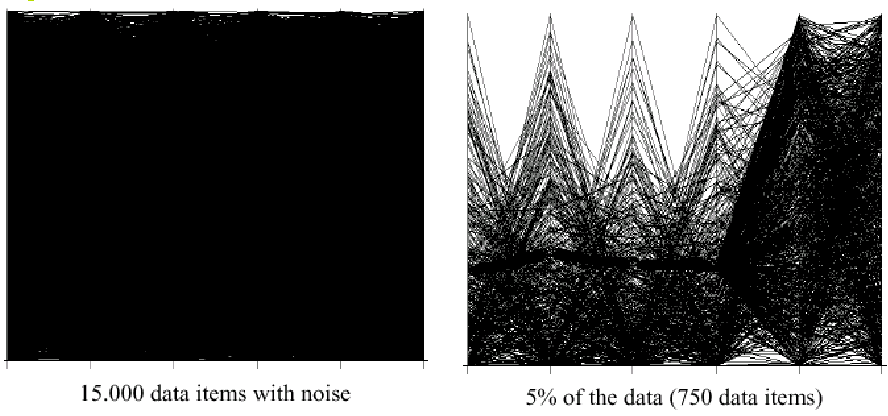 15.000 data items with noise
5% of the data (750 data items)